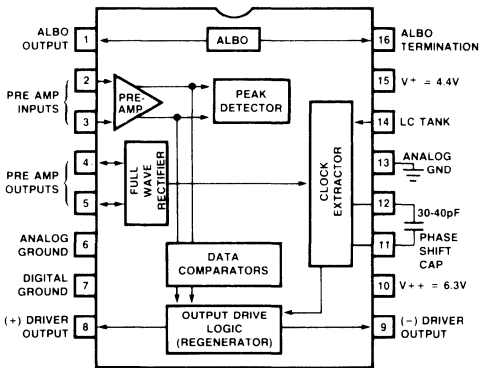 ALBO
OUTPUT
1
ALBO
16
ALBO
TERMINATION
2
PRE AMP
INPUTS
3
PRE-
AMP
PEAK
DETECTOR
15
V+ = 4.4V
14
LC TANK
4
PRE AMP
OUTPUTS
5
FULL
WAVE
RECTIFIER
CLOCK
EXTRACTOR
13
ANALOG
GND
12
30-40pF
11
PHASE
SHIFT
CAP
ANALOG
GROUND
6
DATA
COMPARATORS
DIGITAL
GROUND
7
10
V++ = 6.3V
(+) DRIVER
OUTPUT
8
OUTPUT DRIVE
LOGIC
(REGENERATOR)
9
(−) DRIVER
OUTPUT